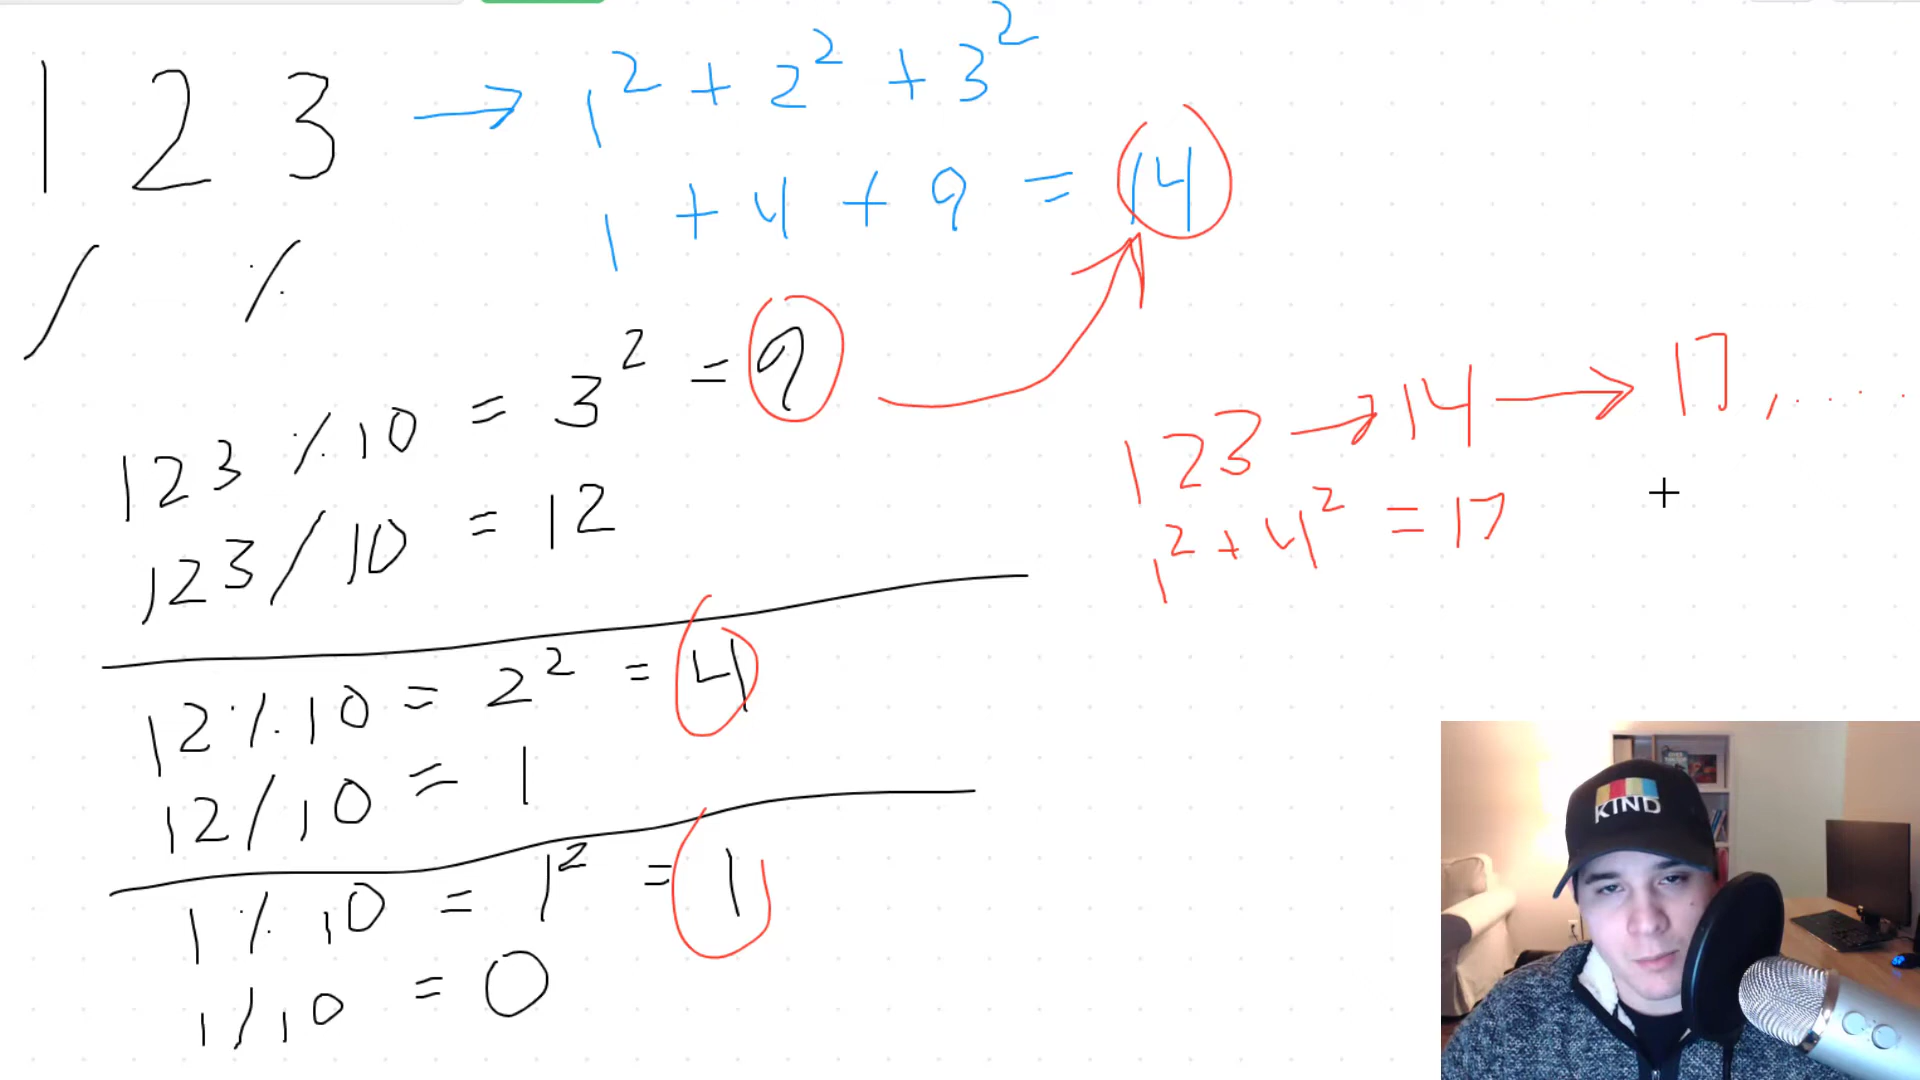 1 2 3 → 1² + 2² + 3²
1 + 4 + 9 = 14
/ %
123 % 10 = 3² = 9
123 / 10 = 12
12 % 10 = 2² = 4
12 / 10 = 1
1 % 10 = 1² = 1
1 / 10 = 0
123 → 14 → 17, . . . .
1² + 4² = 17
KIND